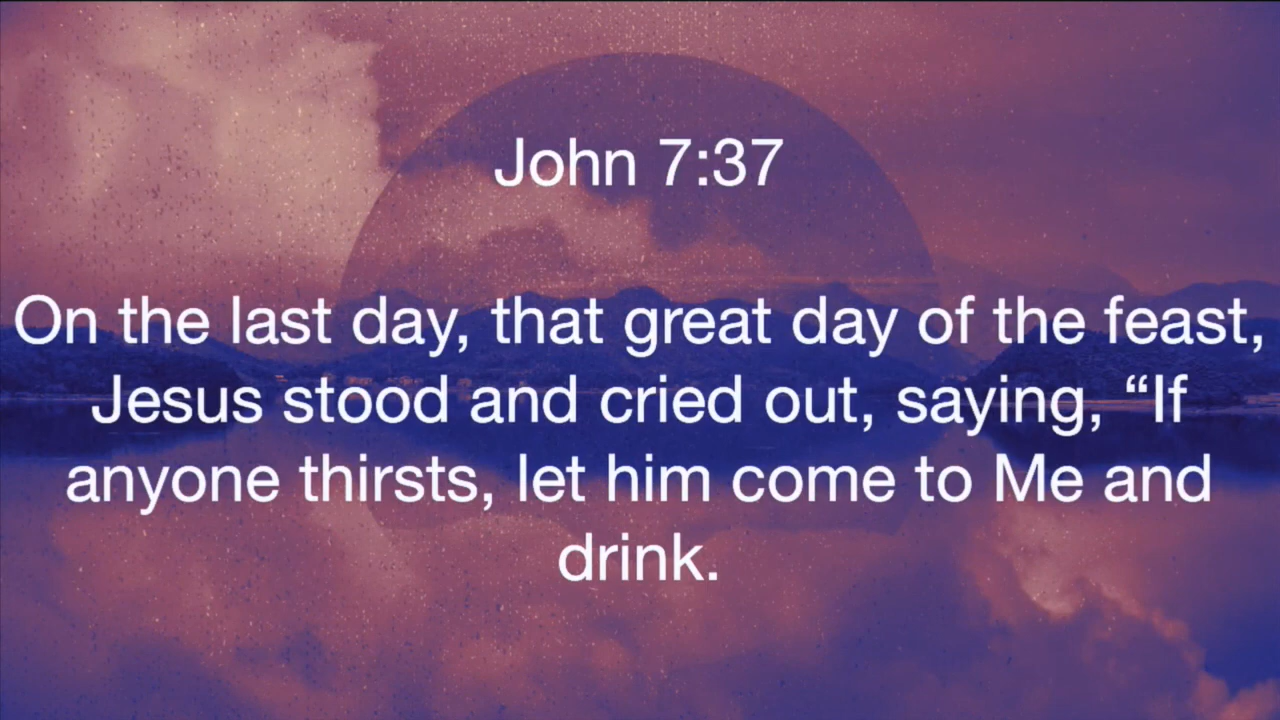 John 7:37
On the last day, that great day of the feast,
Jesus stood and cried out, saying, “If
anyone thirsts, let him come to Me and
drink.